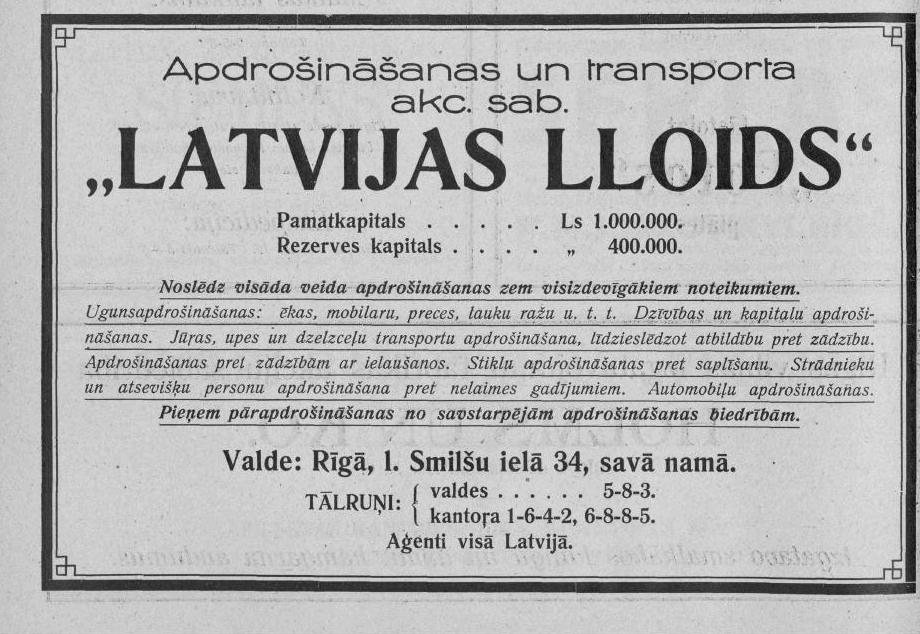 Apdrošināšanas un transporta
akc. sab.
„LATVIJAS LLOIDS“
Pamatkapitals . . . . . Ls 1.000.000.
Rezerves kapitals . . . . „ 400.000.
Noslēdz visāda veida apdrošināšanas zem visizdevīgākiem noteikumiem.
Ugunsapdrošināšanas: ēkas, mobilaru, preces, lauku ražu u. t. t. Dzīvības un kapitalu apdroši-
nāšanas. Jūŗas, upes un dzelzceļu transportu apdrošināšana, līdzieslēdzot atbildību pret zādzību.
Apdrošināšanas pret zādzībām ar ielaušanos. Stiklu apdrošināšanas pret saplīšanu. Strādnieku
un atsevišķu personu apdrošināšana pret nelaimes gadījumiem. Automobiļu apdrošināšanas.
Pieņem pārapdrošināšanas no savstarpējām apdrošināšanas biedrībām.
Valde: Rīgā, l. Smilšu ielā 34, savā namā.
TĀLRUŅI: { valdes . . . . . . 5-8-3.
kantoŗa 1-6-4-2, 6-8-8-5.
Aģenti visā Latvijā.